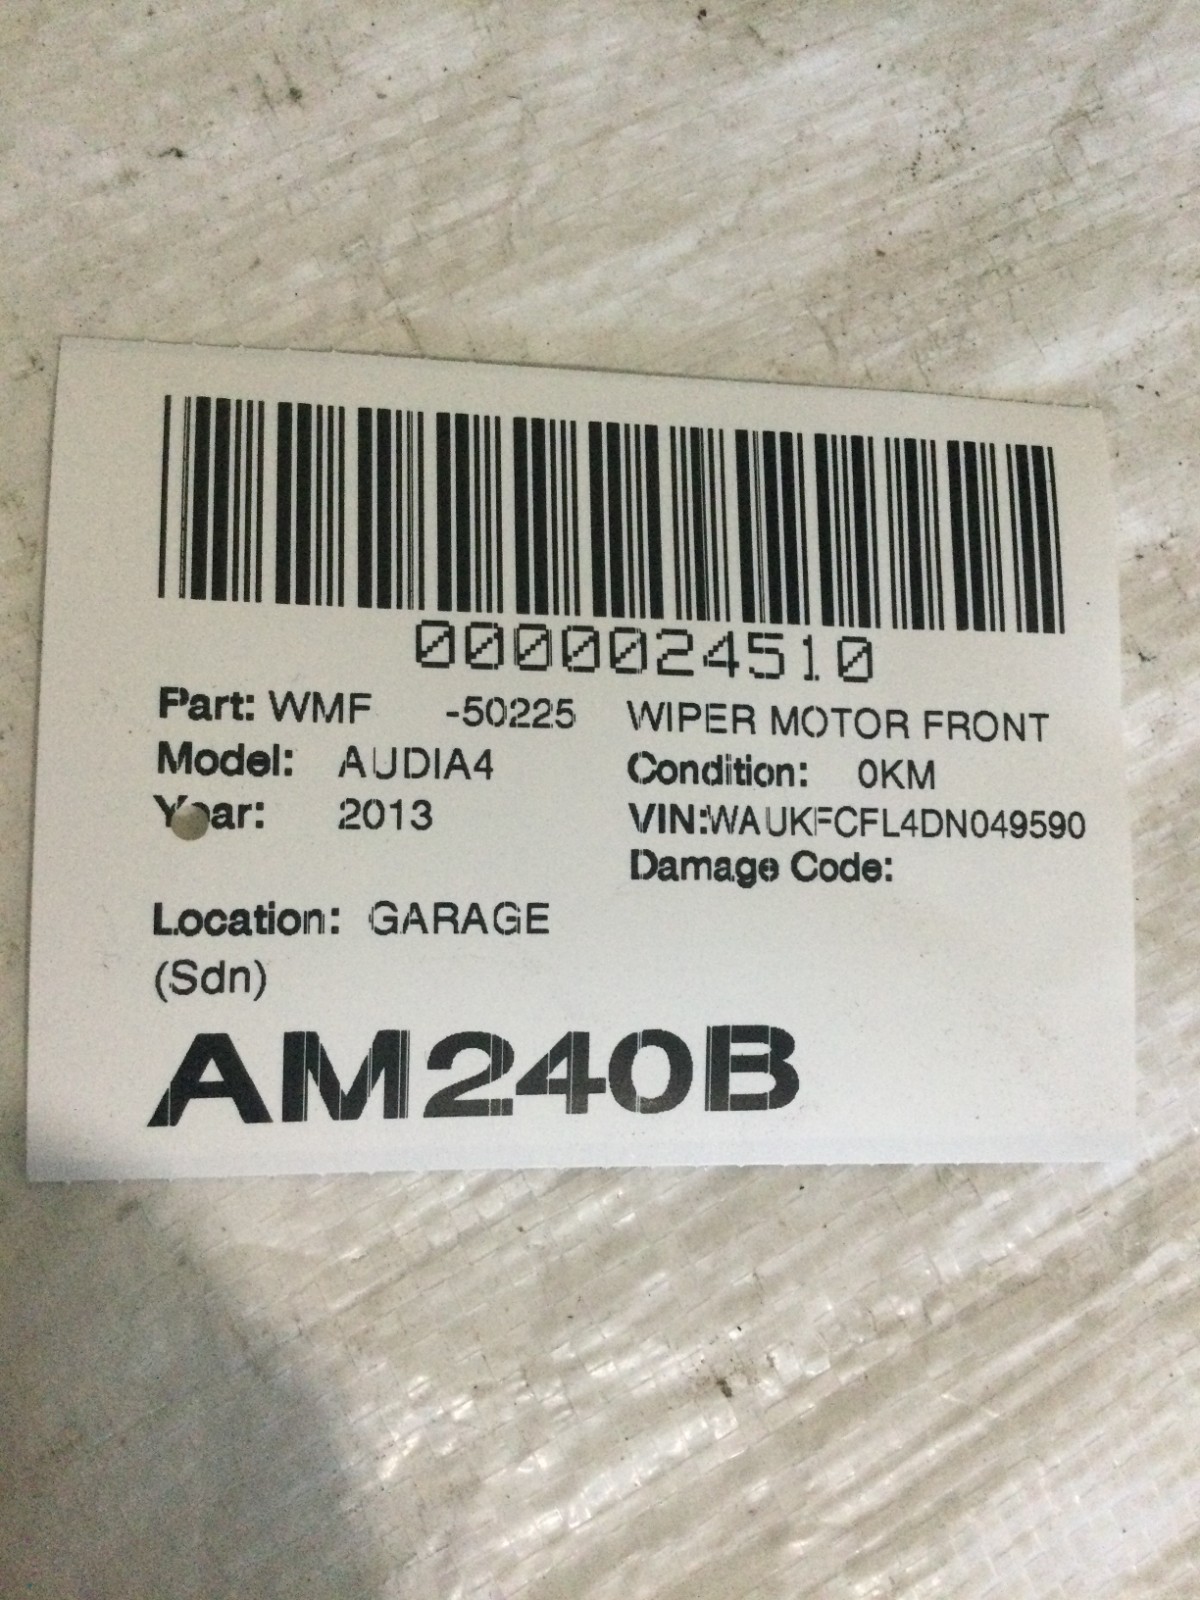 0000024510
Part: WMF -50225 WIPER MOTOR FRONT
Model: AUDIA4 Condition: 0KM
Year: 2013 VIN:WAUKFCFL4DN049590
Damage Code:
Location: GARAGE
(Sdn)
AM240B